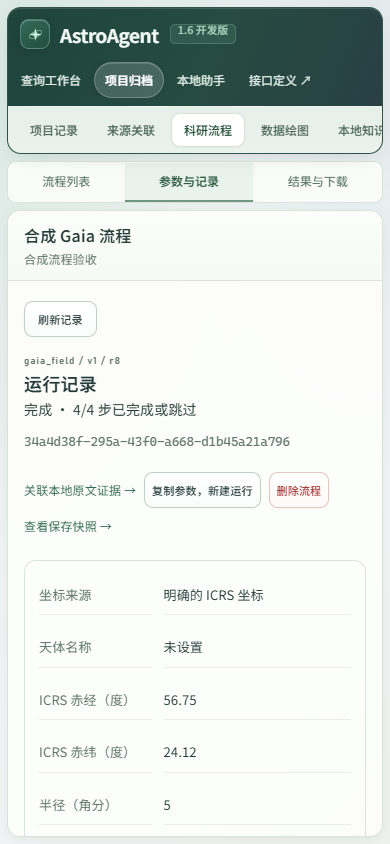 AstroAgent 1.6 开发版
查询工作台 项目归档 本地助手 接口定义 ↗
项目记录 来源关联 科研流程 数据绘图 本地知识
流程列表 参数与记录 结果与下载
合成 Gaia 流程
合成流程验收
刷新记录
gaia_field / v1 / r8
运行记录
完成 · 4/4 步已完成或跳过
34a4d38f-295a-43f0-a668-d1b45a21a796
关联本地原文证据 → 复制参数，新建运行 删除流程
查看保存快照 →
坐标来源 明确的 ICRS 坐标
天体名称 未设置
ICRS 赤经（度） 56.75
ICRS 赤纬（度） 24.12
半径（角分） 5